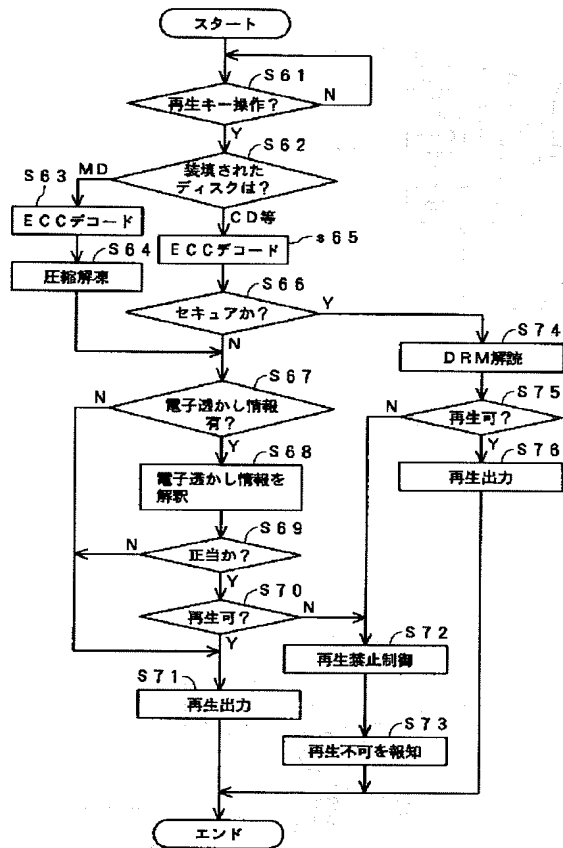 スタート
S61
再生キー操作?
N
Y
S62
装填された
ディスクは?
MD
S63
ECCデコード
CD等
s65
ECCデコード
S64
圧縮解凍
S66
セキュアか?
Y
N
S74
DRM解読
S67
電子透かし情報
有?
N
Y
S75
再生可?
N
Y
S68
電子透かし情報を
解釈
S76
再生出力
S69
正当か?
N
Y
S70
再生可?
N
Y
S72
再生禁止制御
S71
再生出力
S73
再生不可を報知
エンド